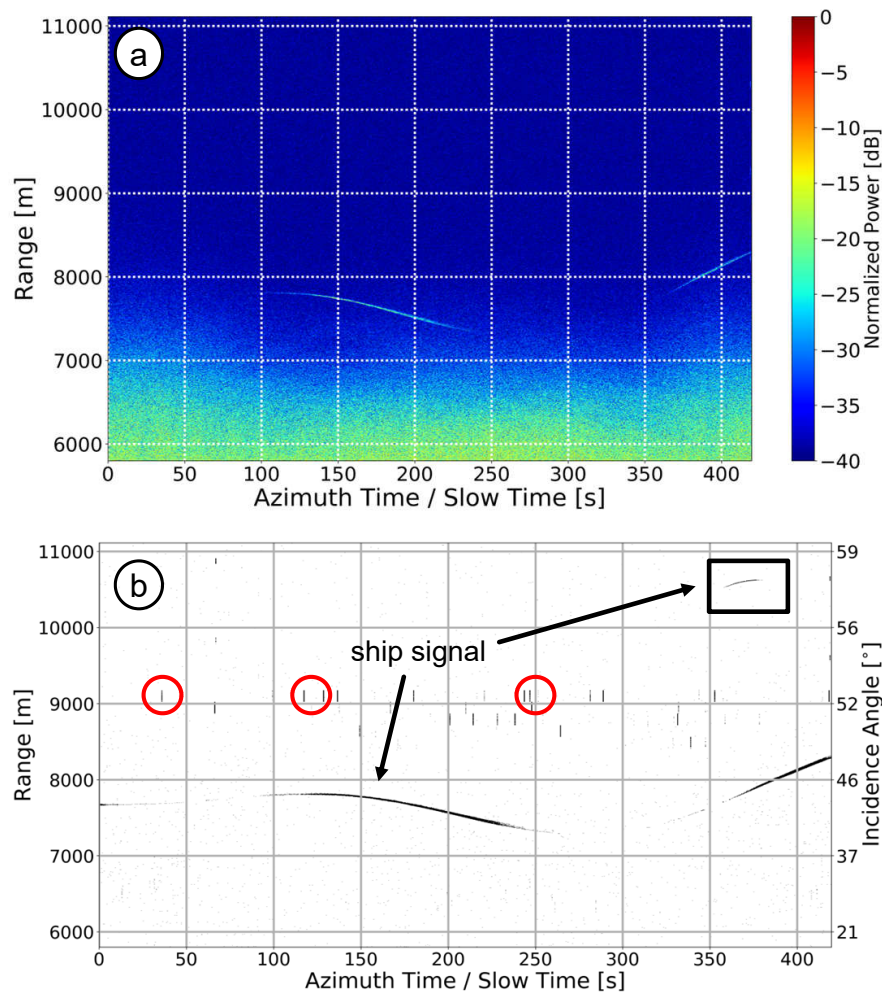 a
11000
10000
9000
8000
7000
6000
Range [m]
0 50 100 150 200 250 300 350 400
Azimuth Time / Slow Time [s]
0
−5
−10
−15
−20
−25
−30
−35
−40
Normalized Power [dB]
b
11000
10000
9000
8000
7000
6000
Range [m]
ship signal
59
56
52
46
37
21
Incidence Angle [°]
0 50 100 150 200 250 300 350 400
Azimuth Time / Slow Time [s]